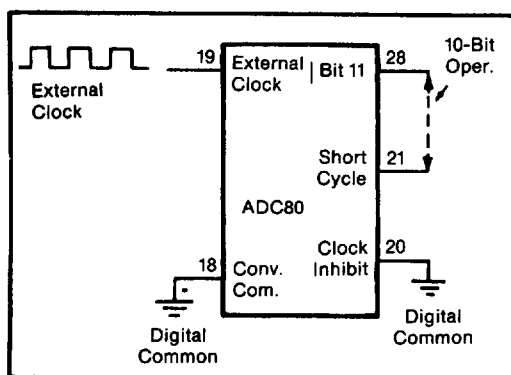 External
Clock
19
External
Clock
Bit 11
28
10-Bit
Oper.
Short
Cycle
21
ADC80
18
Conv.
Com.
Clock
Inhibit
20
Digital
Common
Digital
Common